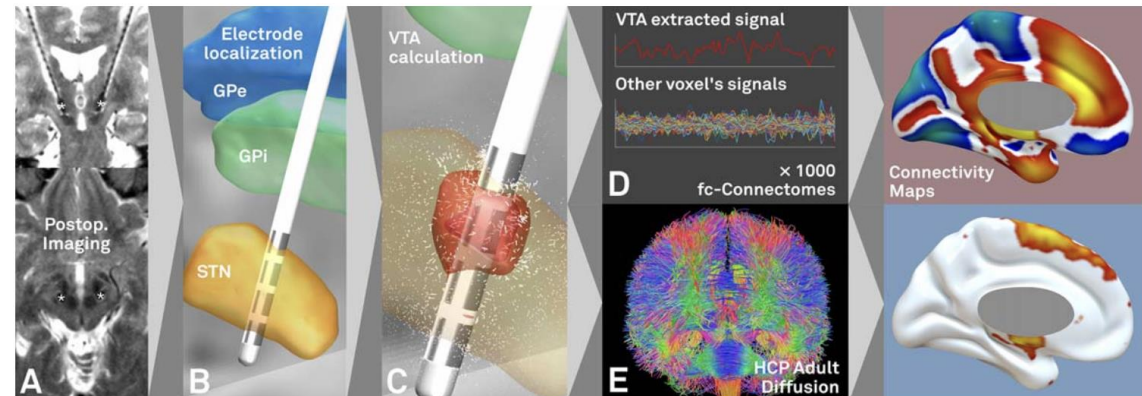 *
*
Postop.
Imaging
*
*
A
Electrode
localization
GPe
GPi
STN
B
VTA
calculation
C
VTA extracted signal
Other voxel's signals
× 1000
fc-Connectomes
D
HCP Adult
Diffusion
E
Connectivity
Maps